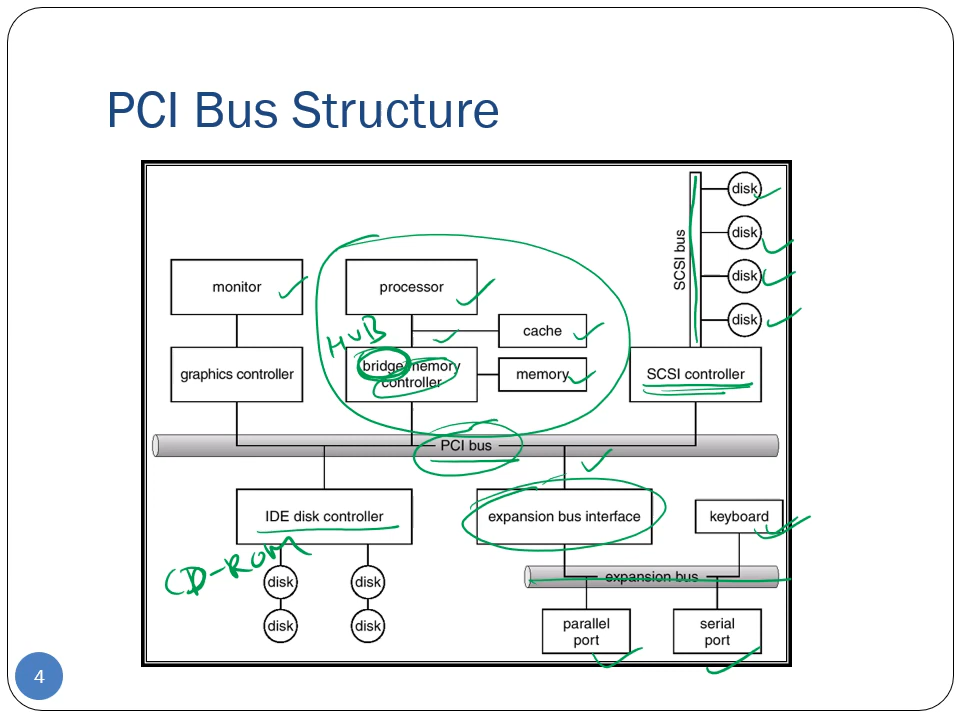 PCI Bus Structure
disk
disk
disk
disk
SCSI bus
monitor
processor
cache
HUB
graphics controller
bridge/memory
controller
memory
SCSI controller
PCI bus
IDE disk controller
expansion bus interface
keyboard
CD-ROM
disk
disk
disk
disk
expansion bus
parallel
port
serial
port
4